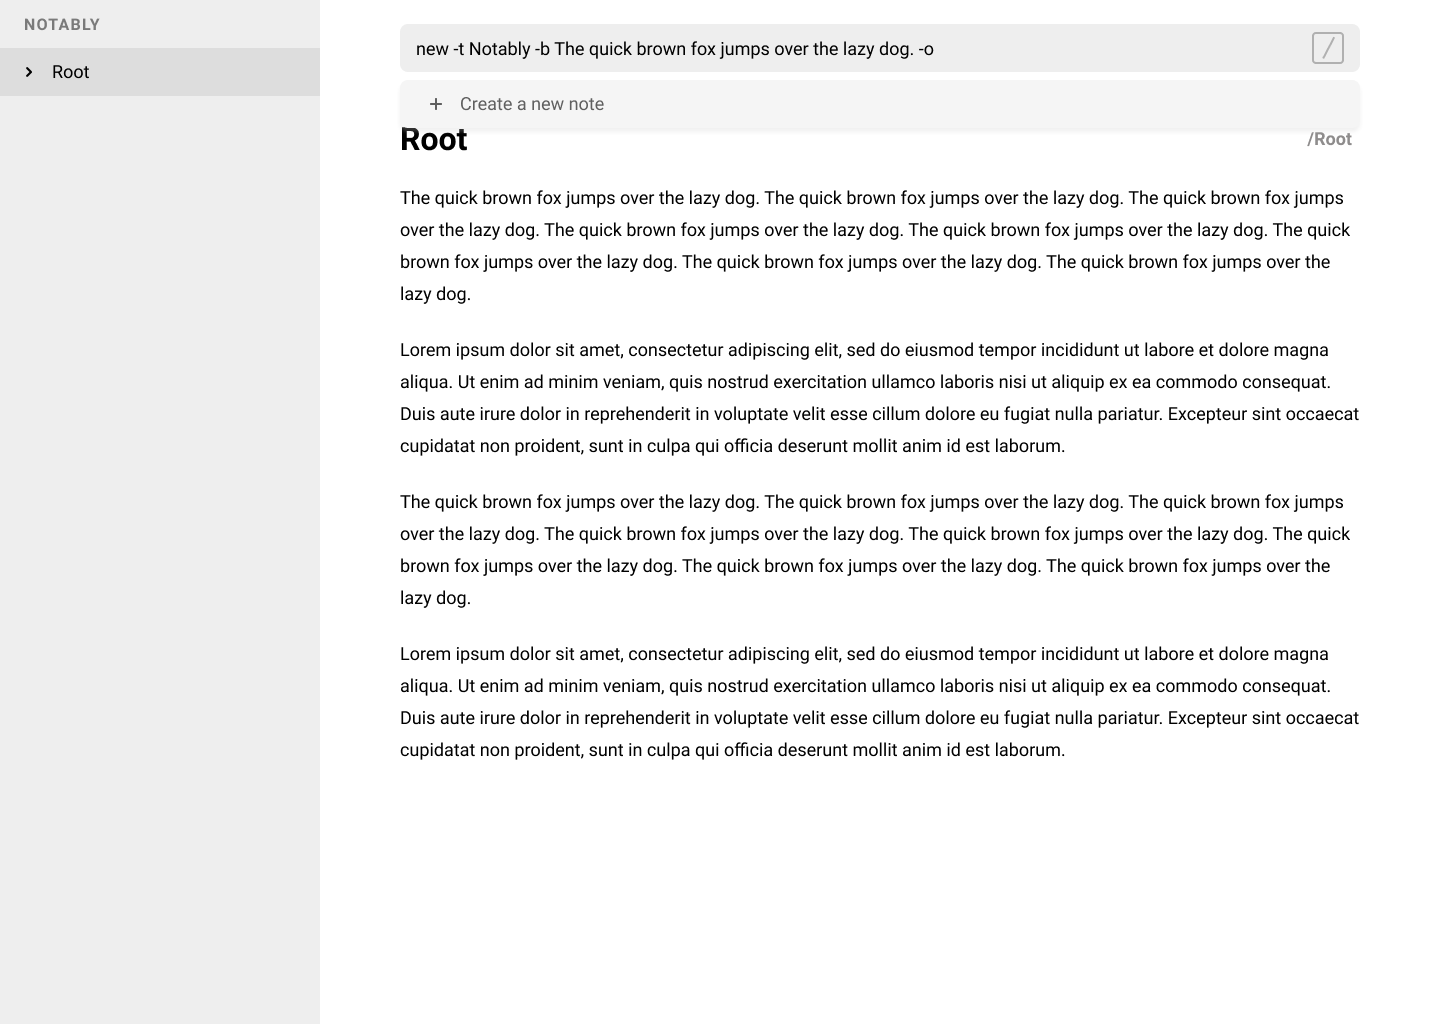 NOTABLY
Root
new -t Notably -b The quick brown fox jumps over the lazy dog. -o
/
Create a new note
Root
/Root
The quick brown fox jumps over the lazy dog. The quick brown fox jumps over the lazy dog. The quick brown fox jumps
over the lazy dog. The quick brown fox jumps over the lazy dog. The quick brown fox jumps over the lazy dog. The quick
brown fox jumps over the lazy dog. The quick brown fox jumps over the lazy dog. The quick brown fox jumps over the
lazy dog.
Lorem ipsum dolor sit amet, consectetur adipiscing elit, sed do eiusmod tempor incididunt ut labore et dolore magna
aliqua. Ut enim ad minim veniam, quis nostrud exercitation ullamco laboris nisi ut aliquip ex ea commodo consequat.
Duis aute irure dolor in reprehenderit in voluptate velit esse cillum dolore eu fugiat nulla pariatur. Excepteur sint occaecat
cupidatat non proident, sunt in culpa qui officia deserunt mollit anim id est laborum.
The quick brown fox jumps over the lazy dog. The quick brown fox jumps over the lazy dog. The quick brown fox jumps
over the lazy dog. The quick brown fox jumps over the lazy dog. The quick brown fox jumps over the lazy dog. The quick
brown fox jumps over the lazy dog. The quick brown fox jumps over the lazy dog. The quick brown fox jumps over the
lazy dog.
Lorem ipsum dolor sit amet, consectetur adipiscing elit, sed do eiusmod tempor incididunt ut labore et dolore magna
aliqua. Ut enim ad minim veniam, quis nostrud exercitation ullamco laboris nisi ut aliquip ex ea commodo consequat.
Duis aute irure dolor in reprehenderit in voluptate velit esse cillum dolore eu fugiat nulla pariatur. Excepteur sint occaecat
cupidatat non proident, sunt in culpa qui officia deserunt mollit anim id est laborum.